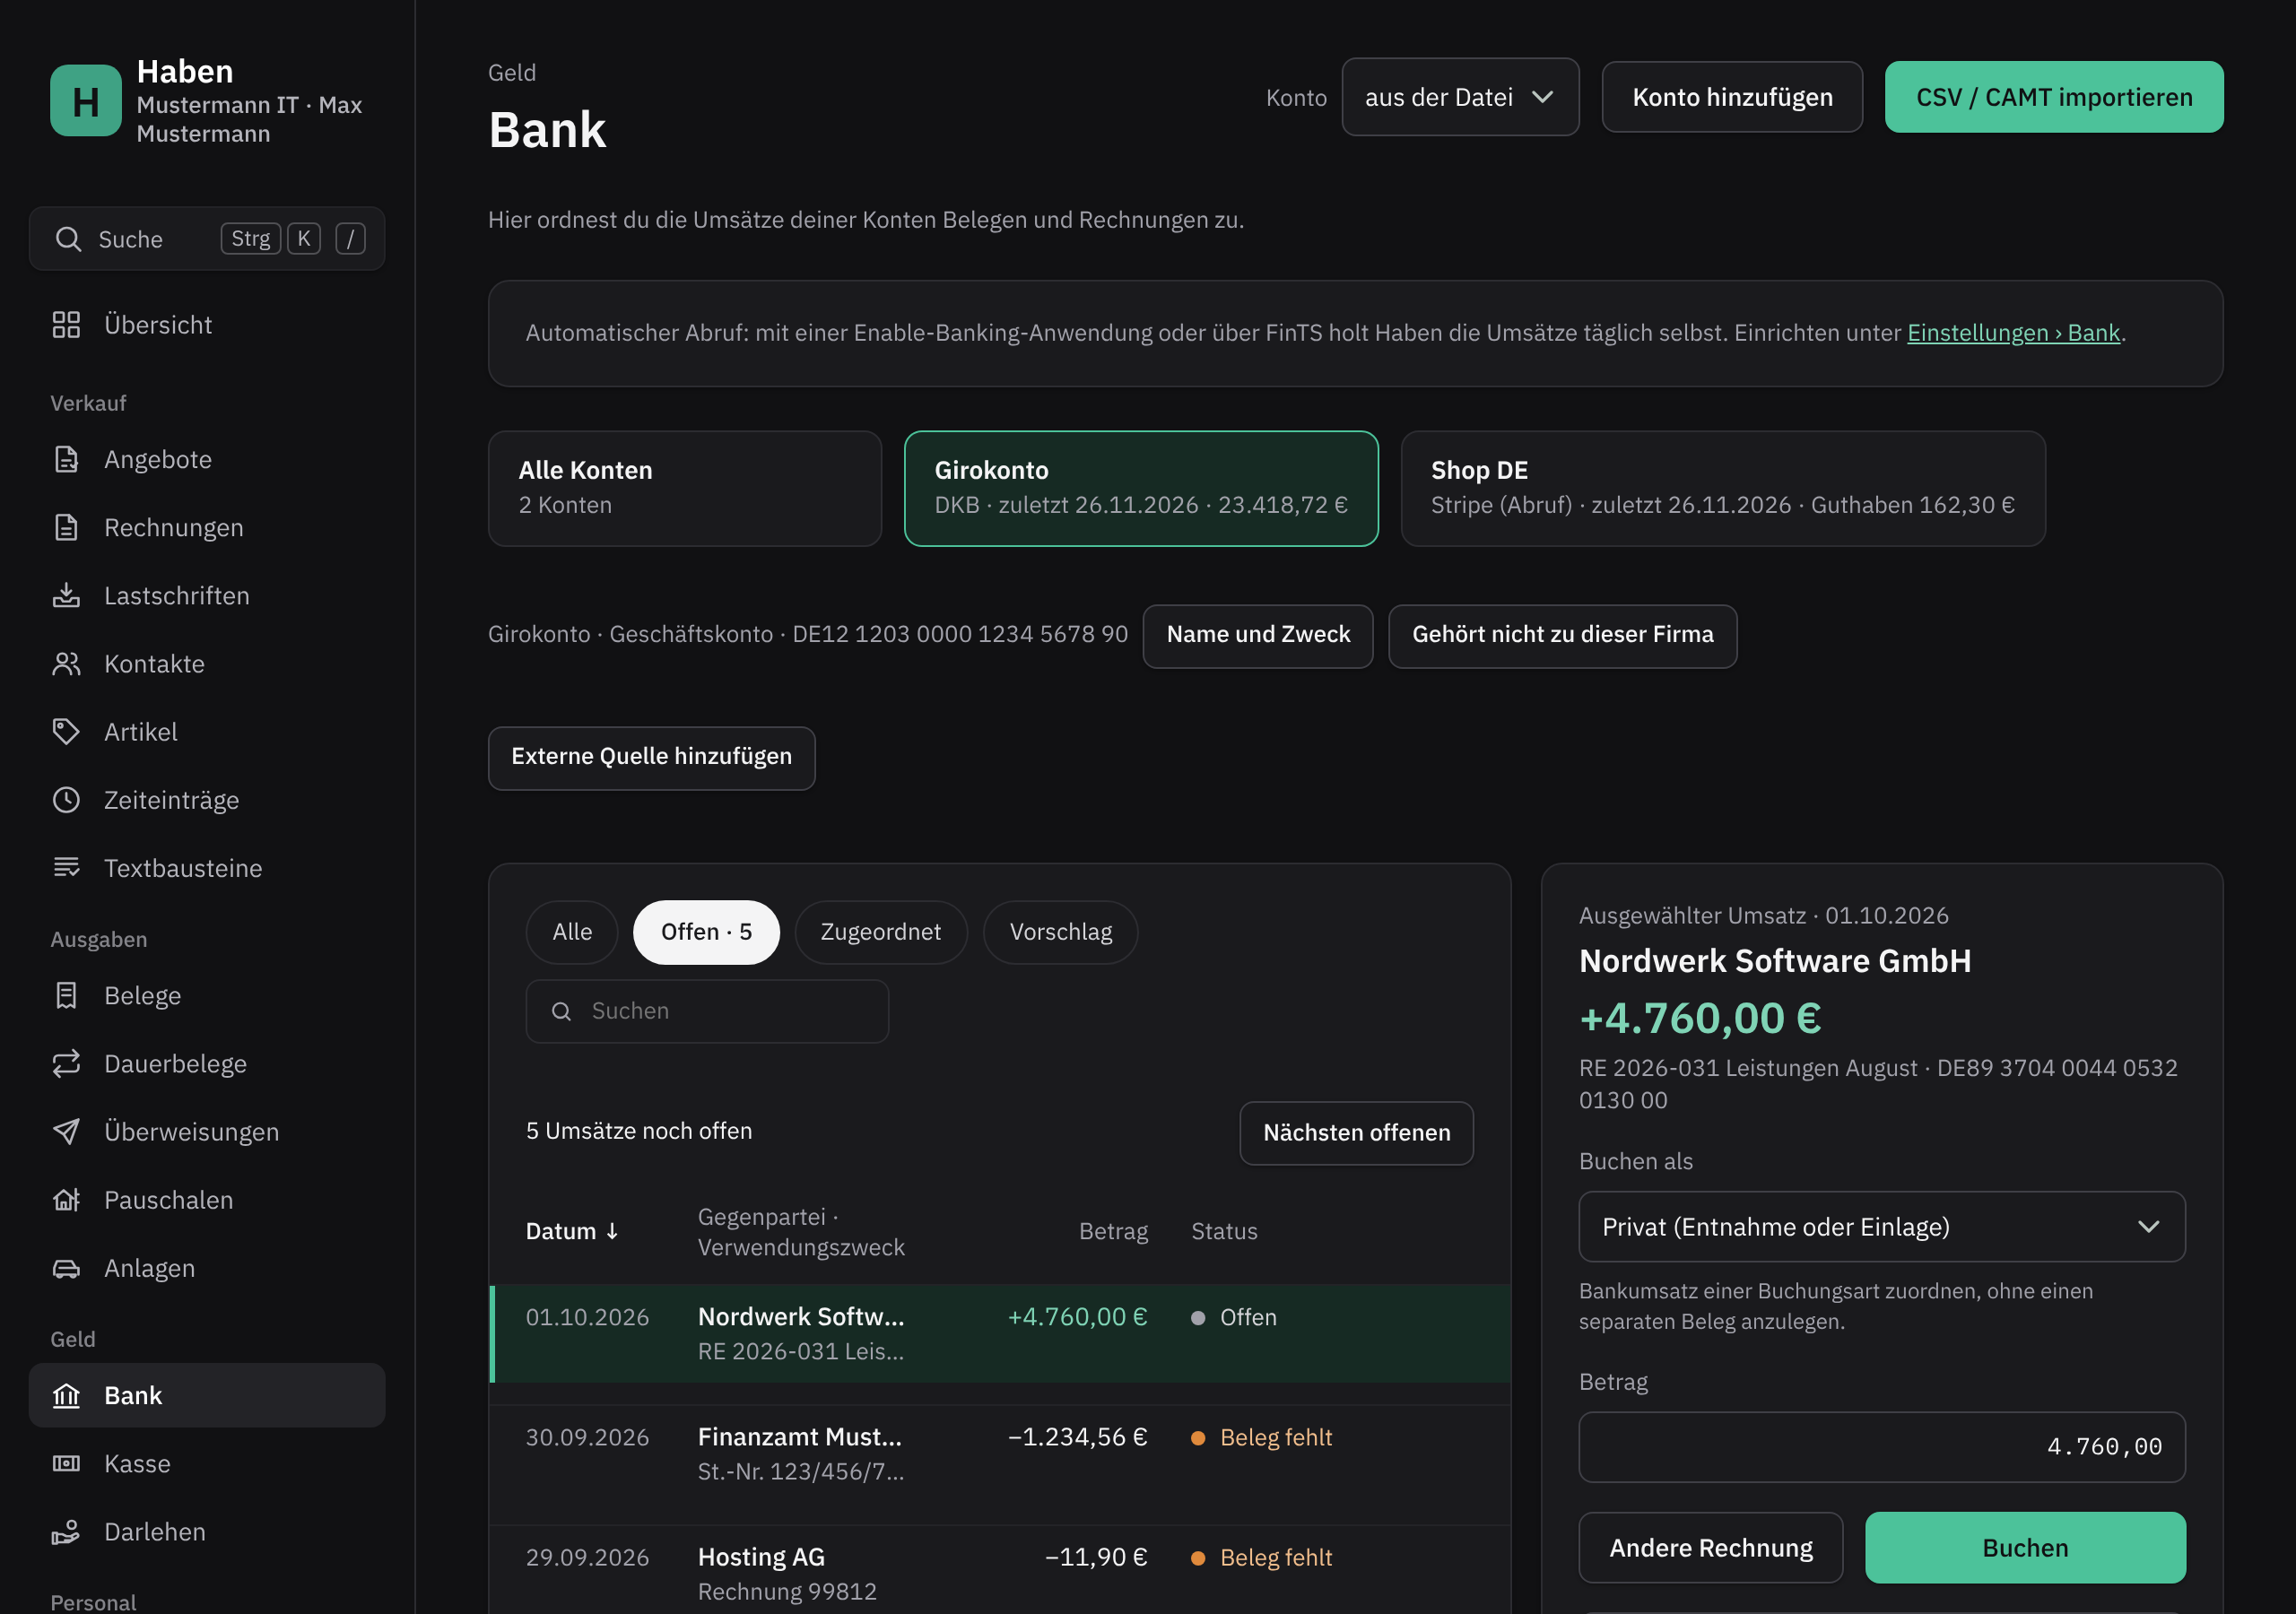 H
Haben
Mustermann IT · Max
Mustermann
Suche Strg K /
Übersicht
Verkauf
Angebote
Rechnungen
Lastschriften
Kontakte
Artikel
Zeiteinträge
Textbausteine
Ausgaben
Belege
Dauerbelege
Überweisungen
Pauschalen
Anlagen
Geld
Bank
Kasse
Darlehen
Personal
Geld
Bank
Konto aus der Datei Konto hinzufügen CSV / CAMT importieren
Hier ordnest du die Umsätze deiner Konten Belegen und Rechnungen zu.
Automatischer Abruf: mit einer Enable-Banking-Anwendung oder über FinTS holt Haben die Umsätze täglich selbst. Einrichten unter Einstellungen › Bank.
Alle Konten
2 Konten
Girokonto
DKB · zuletzt 26.11.2026 · 23.418,72 €
Shop DE
Stripe (Abruf) · zuletzt 26.11.2026 · Guthaben 162,30 €
Girokonto · Geschäftskonto · DE12 1203 0000 1234 5678 90 Name und Zweck Gehört nicht zu dieser Firma
Externe Quelle hinzufügen
Alle Offen · 5 Zugeordnet Vorschlag
Suchen
5 Umsätze noch offen Nächsten offenen
Datum ↓ Gegenpartei · Verwendungszweck Betrag Status
01.10.2026 Nordwerk Softw... +4.760,00 € Offen
RE 2026-031 Leis...
30.09.2026 Finanzamt Must... −1.234,56 € Beleg fehlt
St.-Nr. 123/456/7...
29.09.2026 Hosting AG −11,90 € Beleg fehlt
Rechnung 99812
Ausgewählter Umsatz · 01.10.2026
Nordwerk Software GmbH
+4.760,00 €
RE 2026-031 Leistungen August · DE89 3704 0044 0532
0130 00
Buchen als
Privat (Entnahme oder Einlage)
Bankumsatz einer Buchungsart zuordnen, ohne einen
separaten Beleg anzulegen.
Betrag
4.760,00
Andere Rechnung Buchen